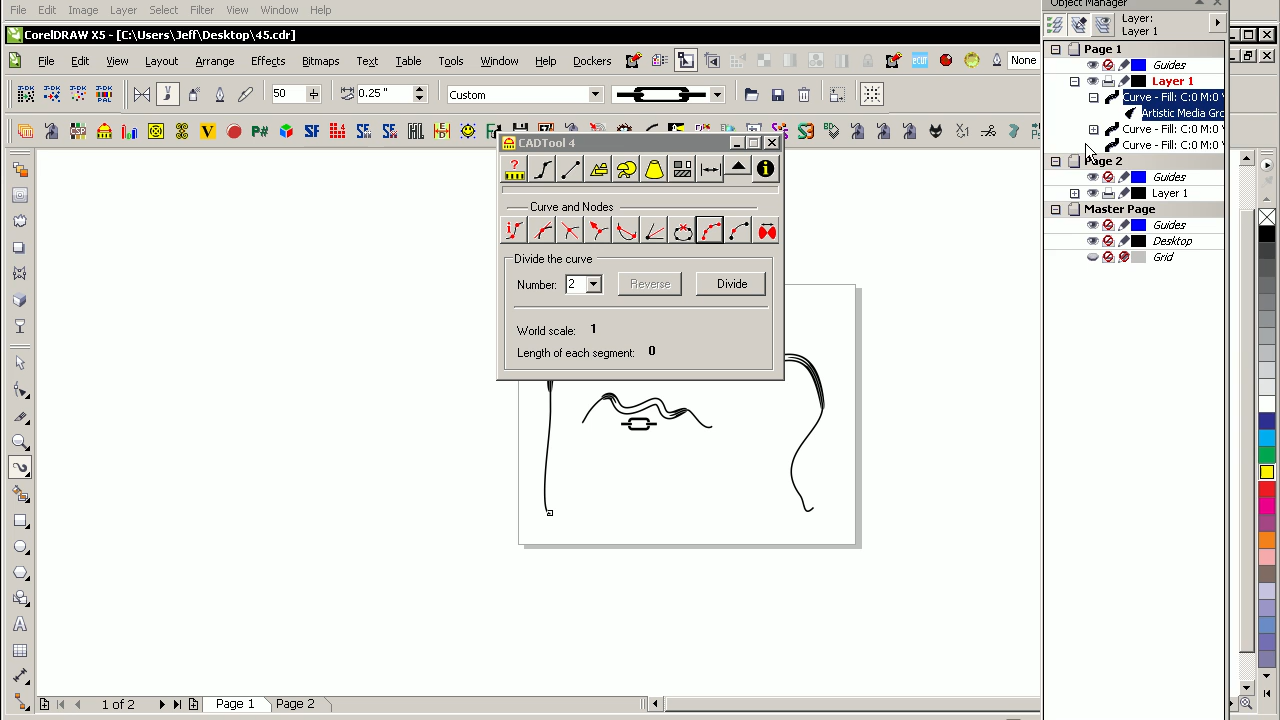 File Edit Image Layer Select Filter View Window Help
Object Manager
CorelDRAW X5 - [C:\Users\Jeff\Desktop\45.cdr]
Layer:
Layer 1
File Edit View Layout Arrange Effects Bitmaps Text Table Tools Window Help Dockers
eCUT
None
Page 1
Guides
Layer 1
50
0.25 "
Custom
Curve - Fill: C:0 M:0 Y
Artistic Media Gro
Curve - Fill: C:0 M:0 Y
Curve - Fill: C:0 M:0 Y
V P# SF SF
CADTool 4
Page 2
Guides
Layer 1
Master Page
Guides
Desktop
Grid
Curve and Nodes
Divide the curve
Number: 2 Reverse Divide
World scale: 1
Length of each segment: 0
1 of 2 Page 1 Page 2